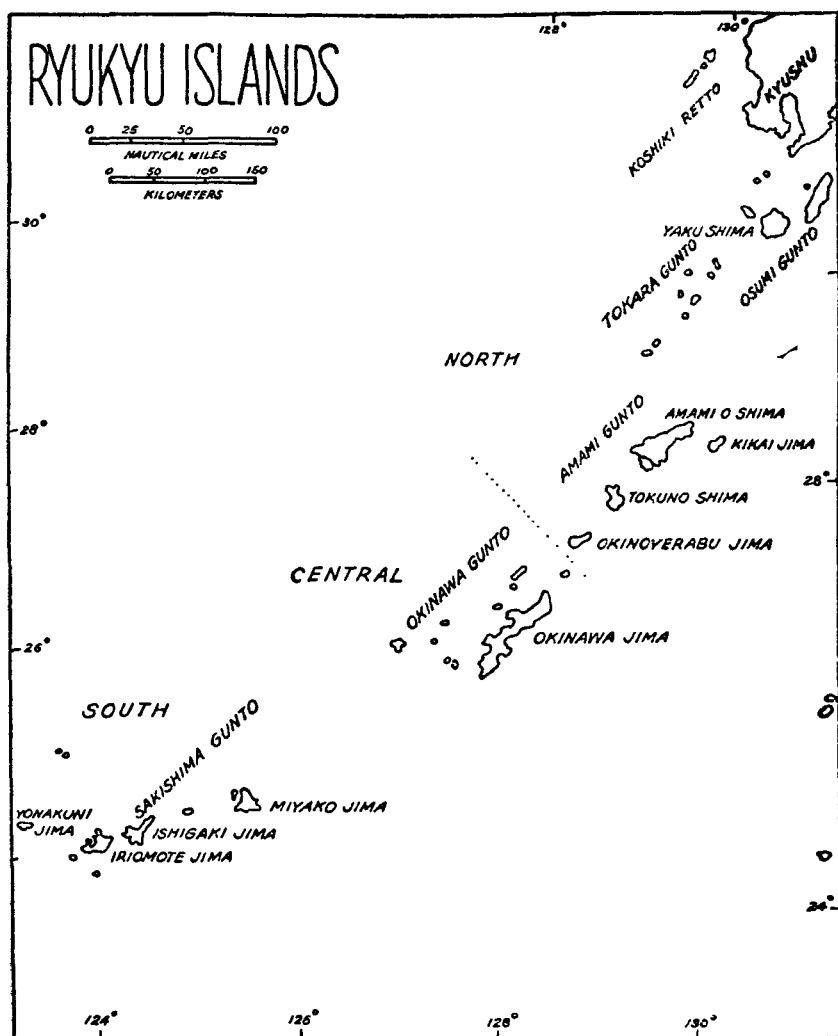 128° 130°
RYUKYU ISLANDS
0 25 50 100
NAUTICAL MILES
0 50 100 150
KILOMETERS
KYUSHU
KOSHIKI RETTO
30°
YAKU SHIMA
OSUMI GUNTO
TOKARA GUNTO
NORTH
28°
AMAMI GUNTO
AMAMI O SHIMA
KIKAI JIMA
28°
TOKUNO SHIMA
OKINOYERABU JIMA
CENTRAL
OKINAWA GUNTO
OKINAWA JIMA
26°
SOUTH
SAKISHIMA GUNTO
MIYAKO JIMA
YONAKUNI
JIMA
ISHIGAKI JIMA
IRIOMOTE JIMA
24°
124° 126° 128° 130°